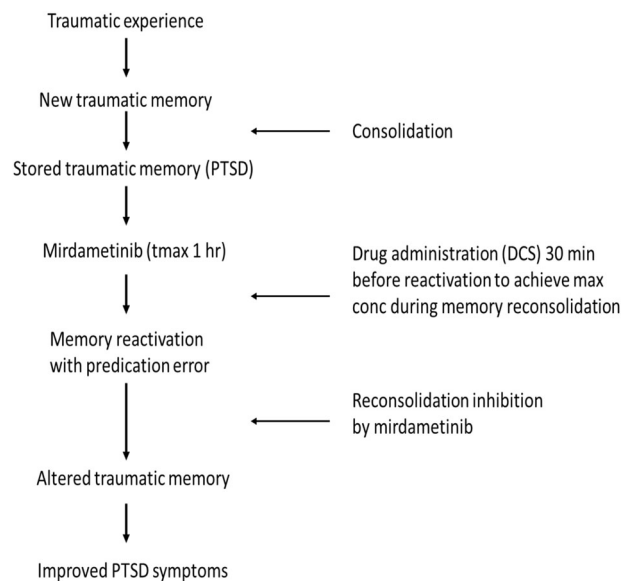 Traumatic experience
New traumatic memory
Consolidation
Stored traumatic memory (PTSD)
Mirdametinib (tmax 1 hr)
Drug administration (DCS) 30 min
before reactivation to achieve max
conc during memory reconsolidation
Memory reactivation
with predication error
Reconsolidation inhibition
by mirdametinib
Altered traumatic memory
Improved PTSD symptoms